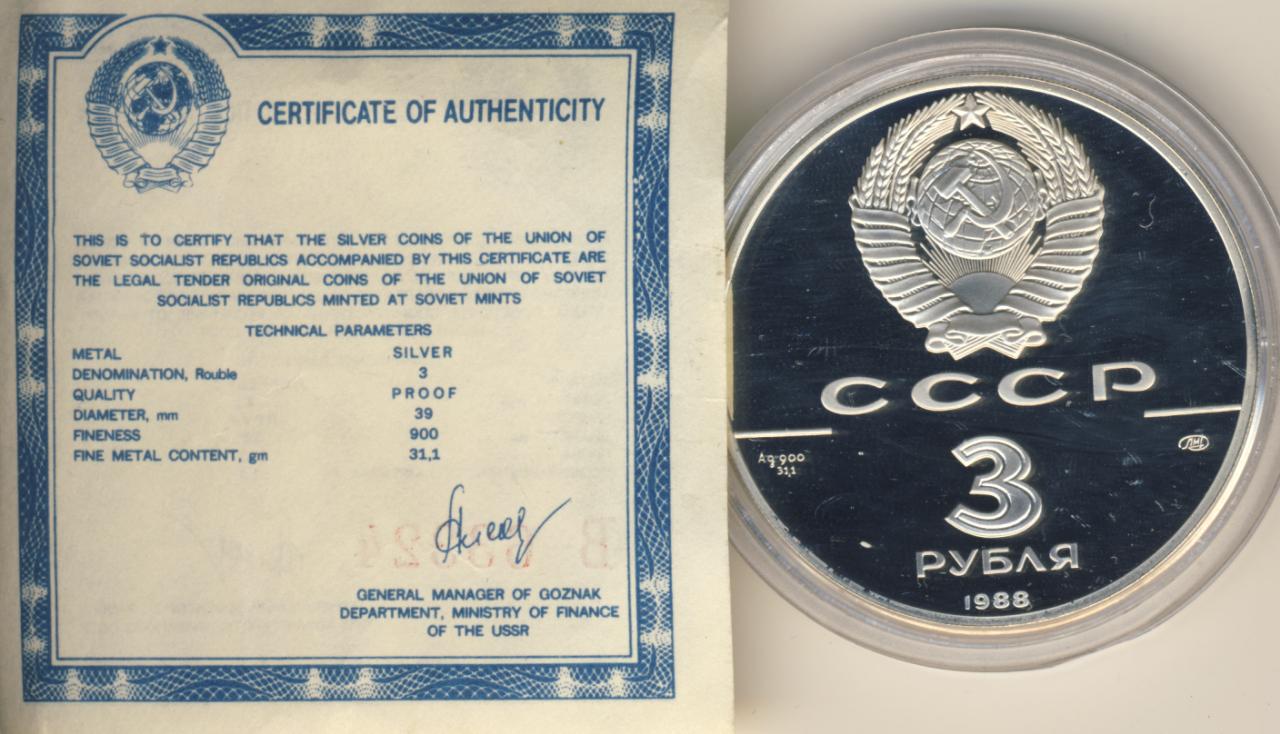 CERTIFICATE OF AUTHENTICITY
THIS IS TO CERTIFY THAT THE SILVER COINS OF THE UNION OF
SOVIET SOCIALIST REPUBLICS ACCOMPANIED BY THIS CERTIFICATE ARE
THE LEGAL TENDER ORIGINAL COINS OF THE UNION OF SOVIET
SOCIALIST REPUBLICS MINTED AT SOVIET MINTS
TECHNICAL PARAMETERS
METAL SILVER
DENOMINATION, Rouble 3
QUALITY PROOF
DIAMETER, mm 39
FINENESS 900
FINE METAL CONTENT, gm 31,1
GENERAL MANAGER OF GOZNAK
DEPARTMENT, MINISTRY OF FINANCE
OF THE USSR
СССР
Ag 900
31,1
ЛМД
3
РУБЛЯ
1988